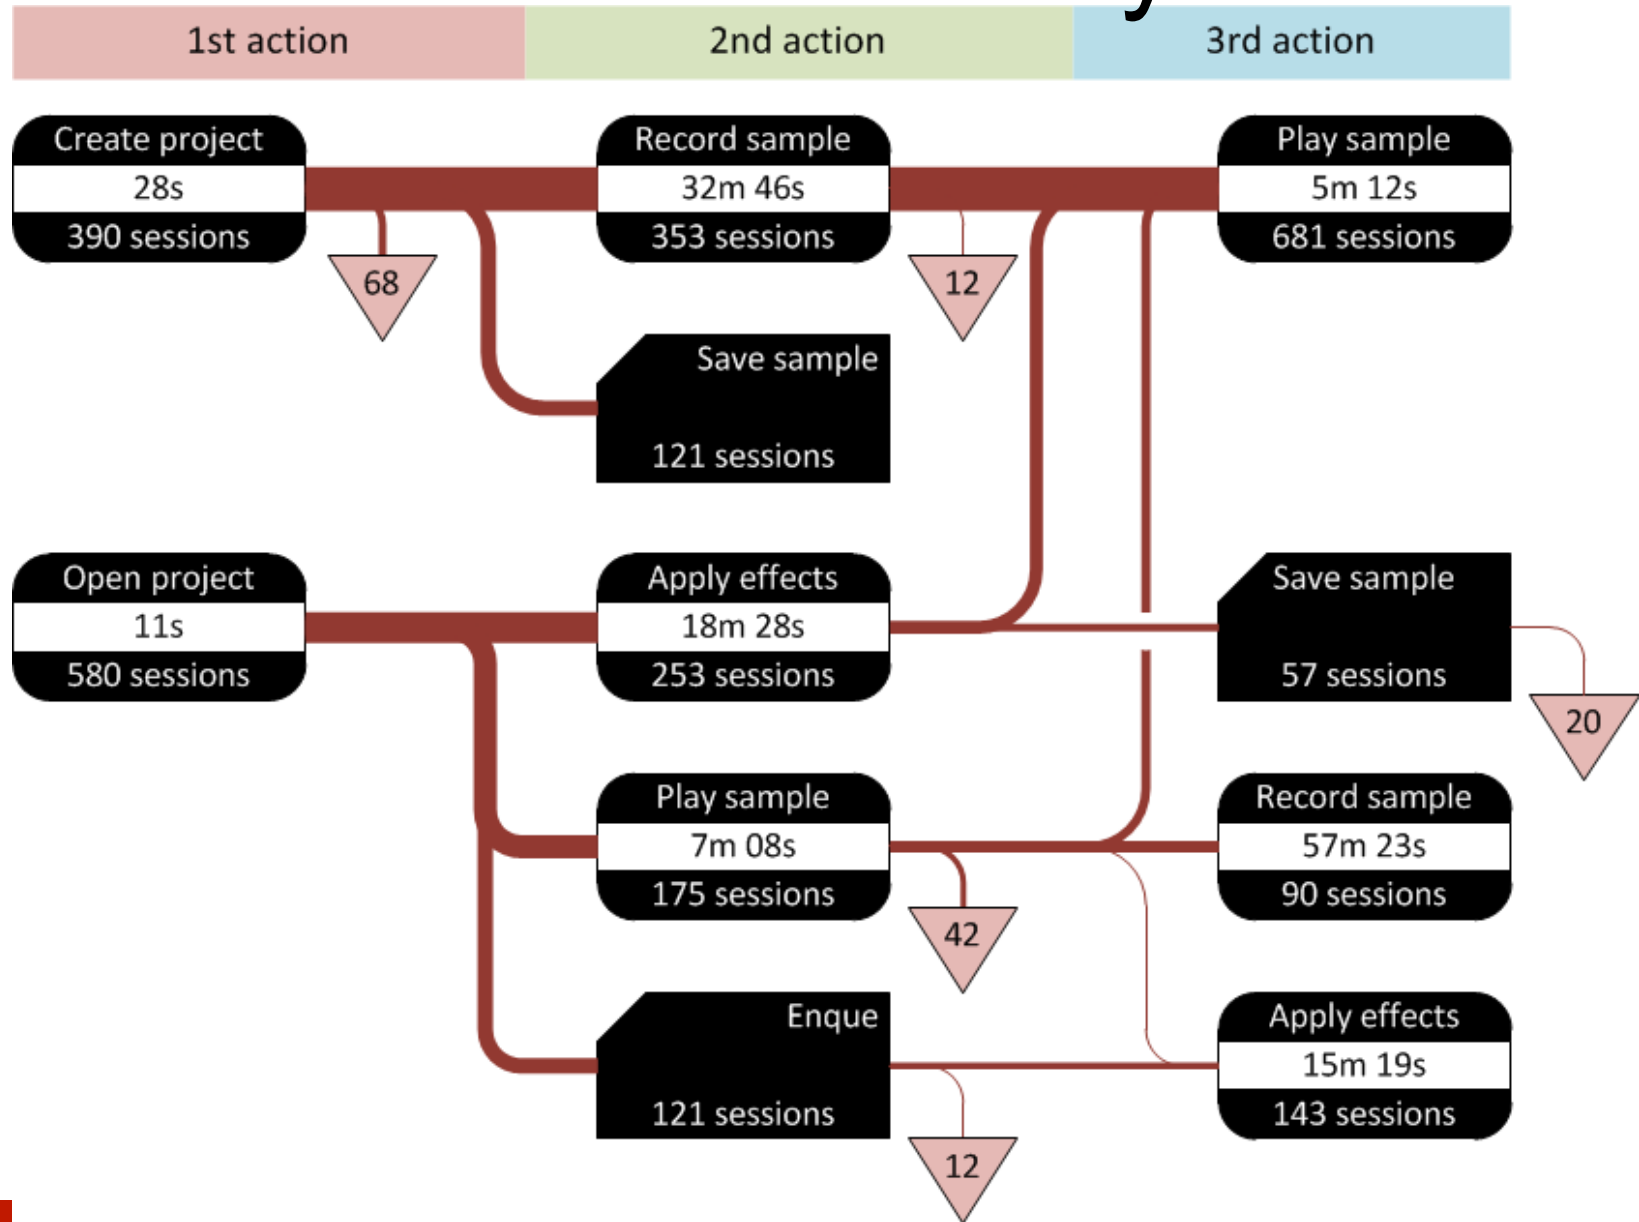 1st action
2nd action
3rd action
Create project
28s
390 sessions
68
Record sample
32m 46s
353 sessions
12
Play sample
5m 12s
681 sessions
Save sample
121 sessions
Open project
11s
580 sessions
Apply effects
18m 28s
253 sessions
Save sample
57 sessions
20
Play sample
7m 08s
175 sessions
42
Record sample
57m 23s
90 sessions
Enque
121 sessions
12
Apply effects
15m 19s
143 sessions